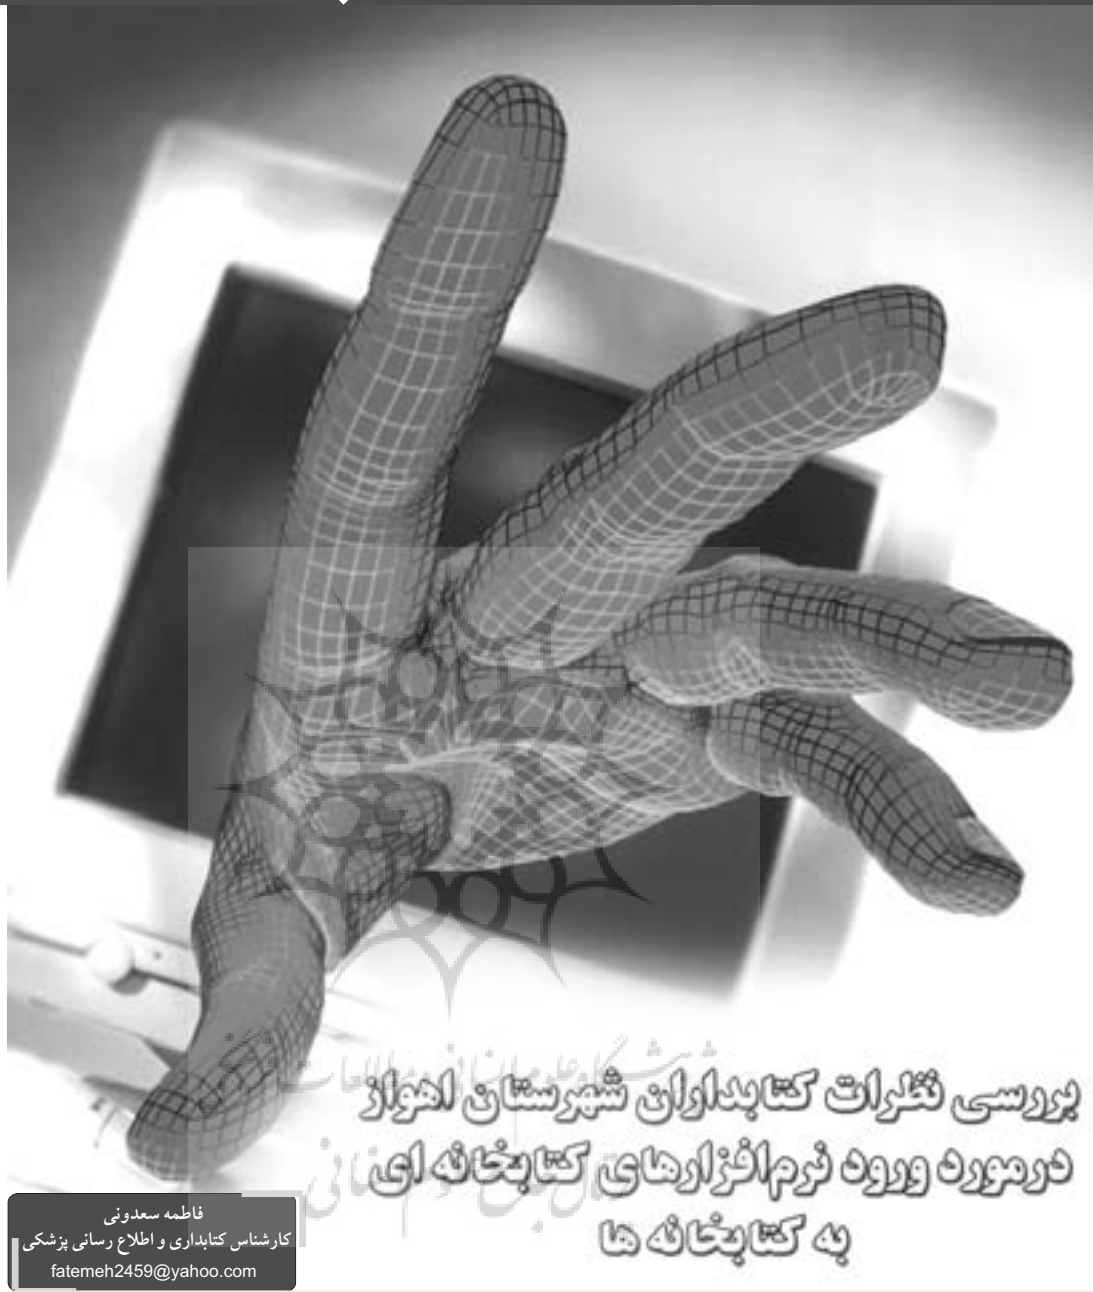 بررسی نظرات کتابداران شهرستان اهواز
درمورد ورود نرم‌افزارهای کتابخانه ای
به کتابخانه ها
فاطمه سعدونی
کارشناس کتابداری و اطلاع رسانی پزشکی
fatemeh2459@yahoo.com